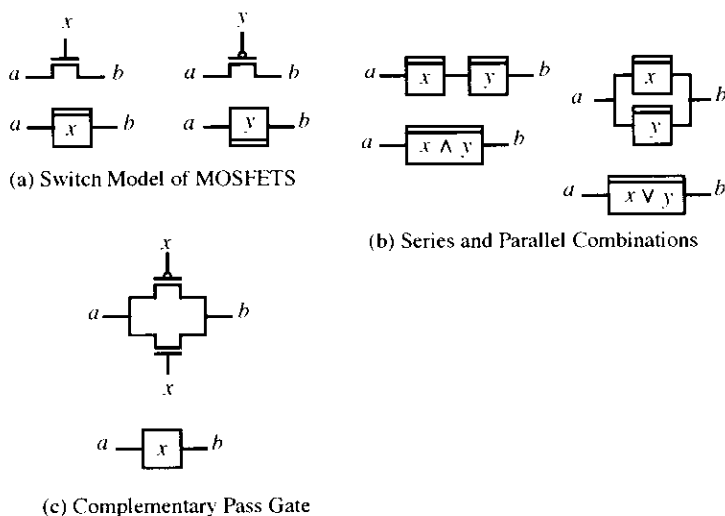 x
y
a b
a b
a x b
a y b
(a) Switch Model of MOSFETS
a x y b
x
a b
y
x ∧ y
a b
a x ∨ y b
(b) Series and Parallel Combinations
x
a b
x
a x b
(c) Complementary Pass Gate